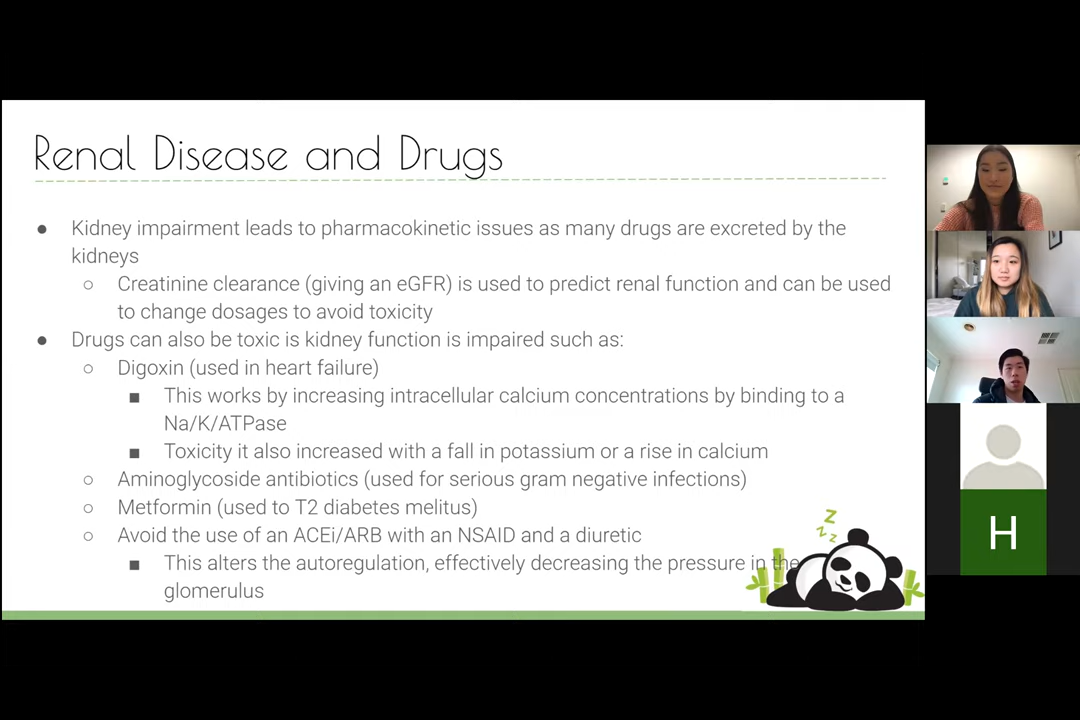 Renal Disease and Drugs
● Kidney impairment leads to pharmacokinetic issues as many drugs are excreted by the
kidneys
○ Creatinine clearance (giving an eGFR) is used to predict renal function and can be used
to change dosages to avoid toxicity
● Drugs can also be toxic is kidney function is impaired such as:
○ Digoxin (used in heart failure)
■ This works by increasing intracellular calcium concentrations by binding to a
Na/K/ATPase
■ Toxicity it also increased with a fall in potassium or a rise in calcium
○ Aminoglycoside antibiotics (used for serious gram negative infections)
○ Metformin (used to T2 diabetes melitus)
○ Avoid the use of an ACEi/ARB with an NSAID and a diuretic
■ This alters the autoregulation, effectively decreasing the pressure in the
glomerulus
Z
z
z
H